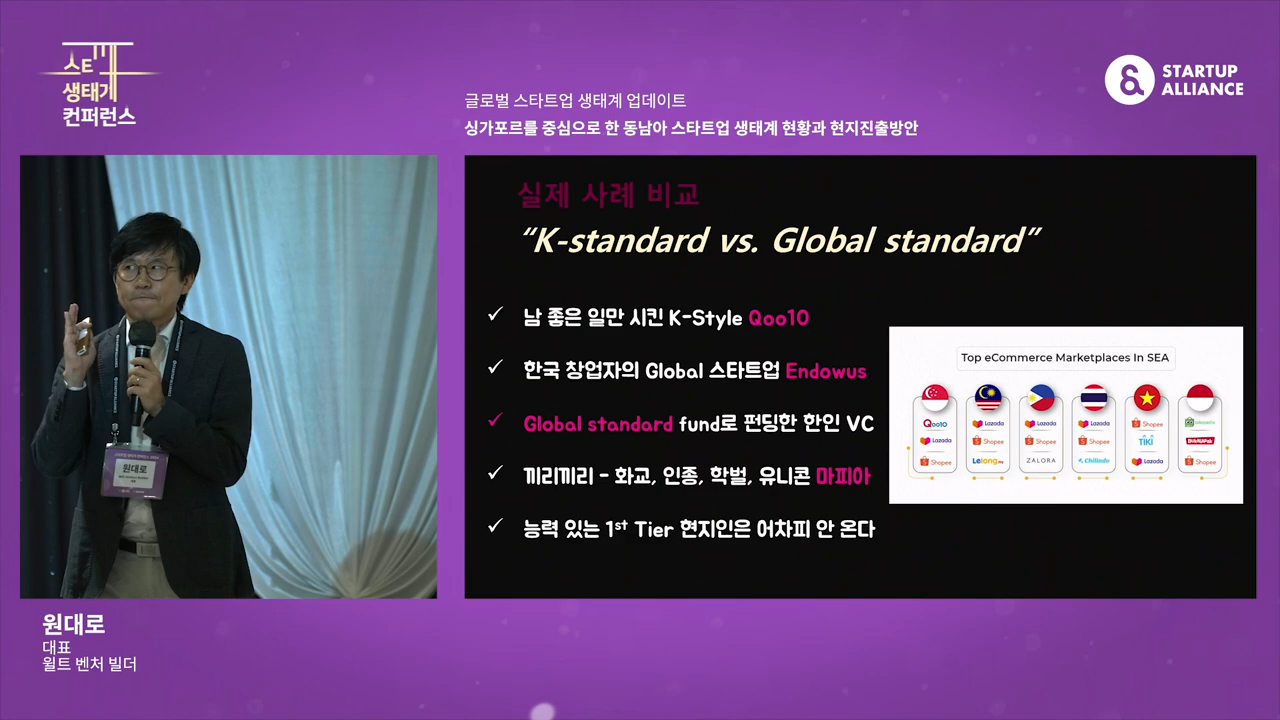 스타트업
생태계
컨퍼런스
STARTUP
ALLIANCE
글로벌 스타트업 생태계 업데이트
싱가포르를 중심으로 한 동남아 스타트업 생태계 현황과 현지진출방안
원대로
실제 사례 비교
“K-standard vs. Global standard”
✓ 남 좋은 일만 시킨 K-Style Qoo10
✓ 한국 창업자의 Global 스타트업 Endowus
✓ Global standard fund로 펀딩한 한인 VC
✓ 끼리끼리 - 화교, 인종, 학벌, 유니콘 마피아
✓ 능력 있는 1st Tier 현지인은 어차피 안 온다
Top eCommerce Marketplaces In SEA
Qoo10
Lazada
Shopee
Lazada
Shopee
Lelong.my
Lazada
Shopee
ZALORA
Lazada
Shopee
Chilindo
Shopee
TIKI
Lazada
tokopedia
Bukalapak
Shopee
원대로
대표
윌트 벤처 빌더